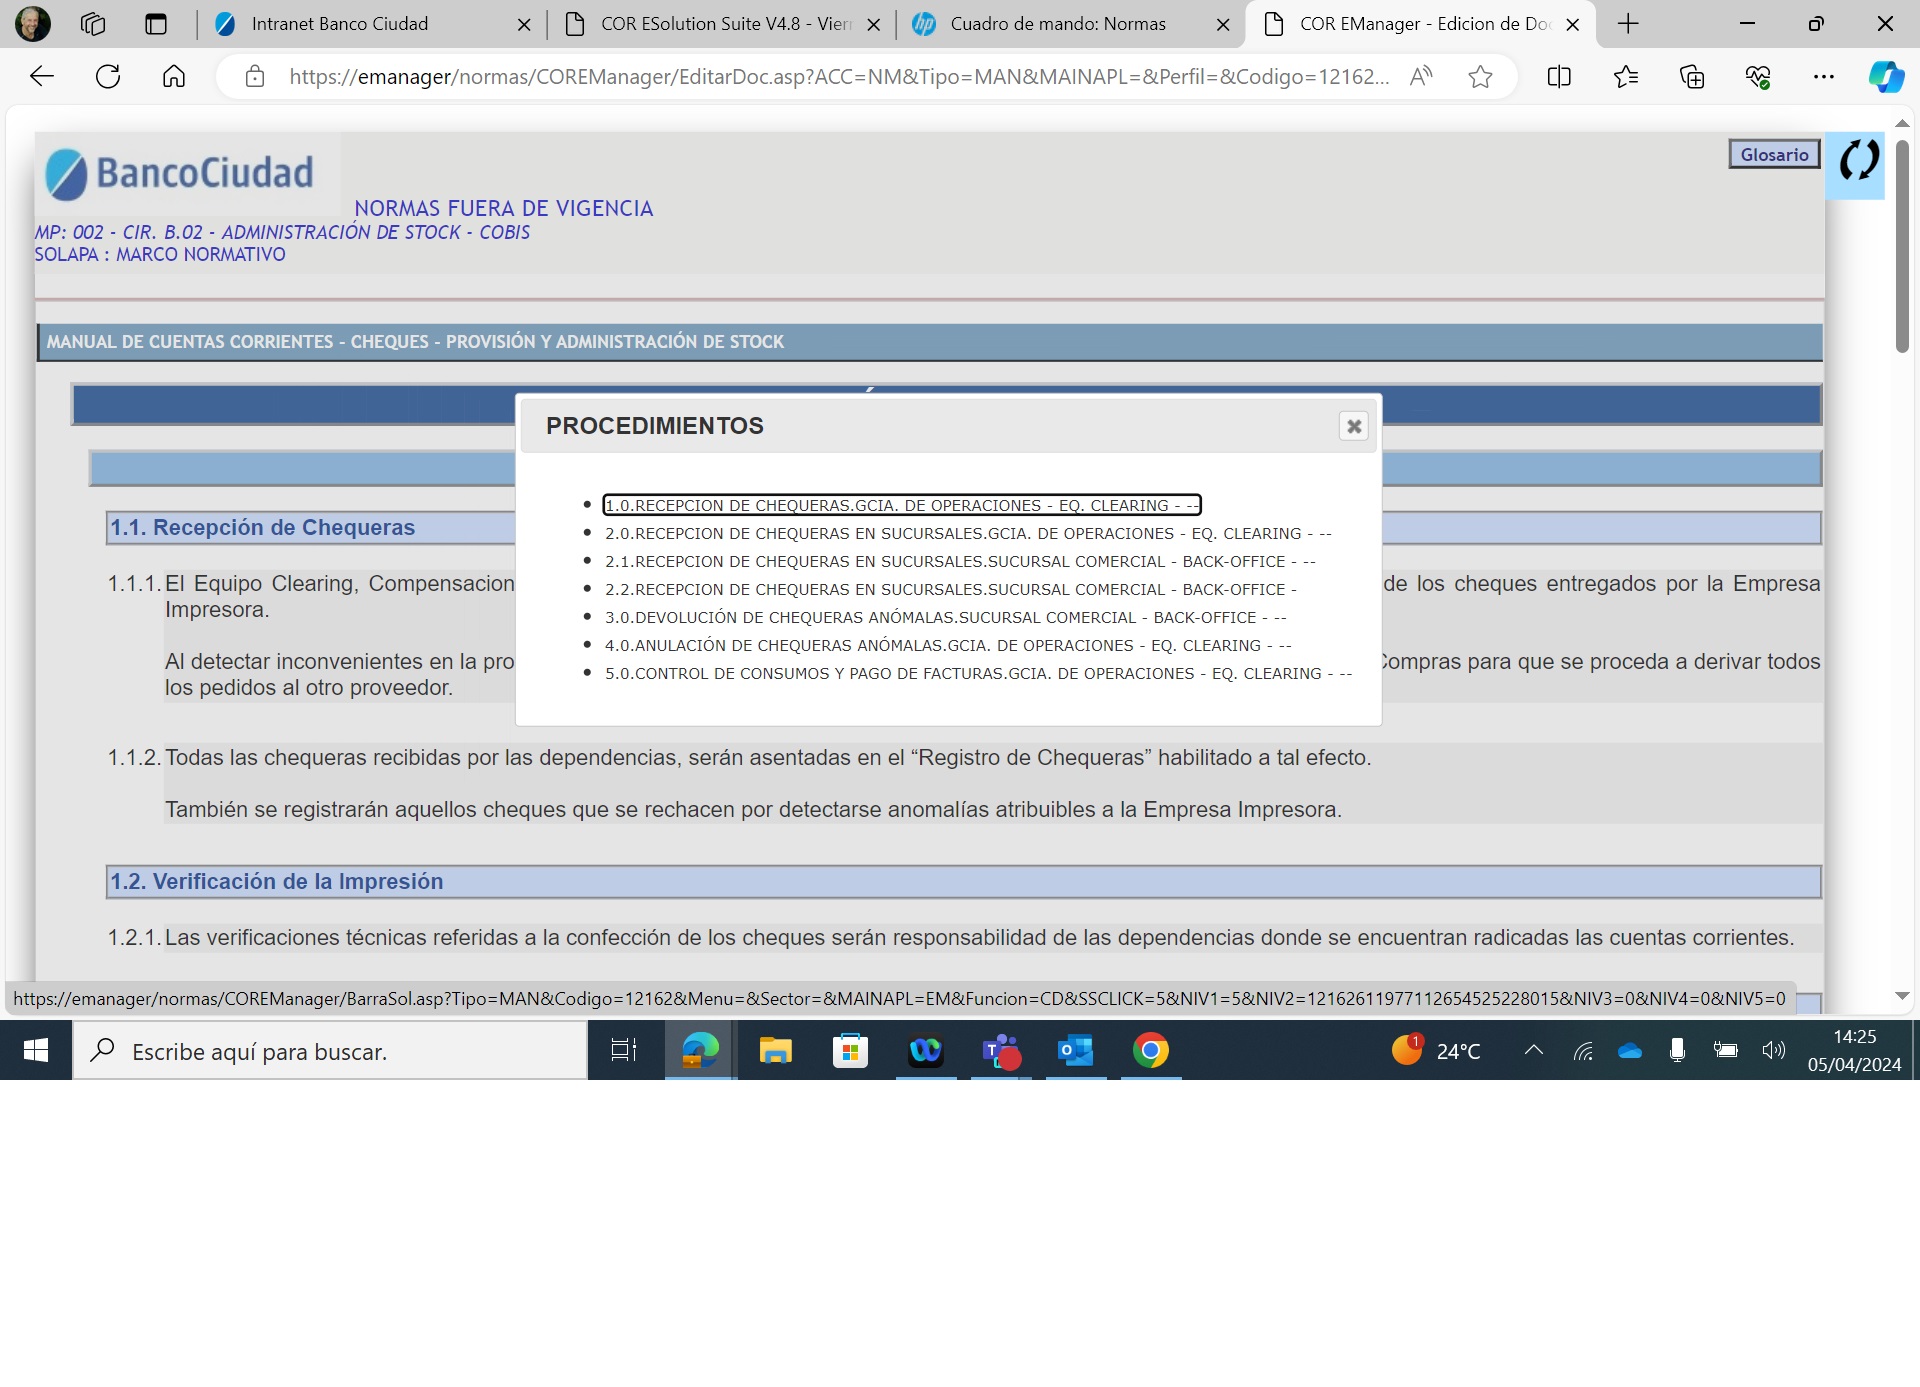 Intranet Banco Ciudad
COR ESolution Suite V4.8 - Vier
Cuadro de mando: Normas
COR EManager - Edicion de Do
https://emanager/normas/COREManager/EditarDoc.asp?ACC=NM&Tipo=MAN&MAINAPL=&Perfil=&Codigo=12162...
BancoCiudad
Glosario
NORMAS FUERA DE VIGENCIA
MP: 002 - CIR. B.02 - ADMINISTRACIÓN DE STOCK - COBIS
SOLAPA : MARCO NORMATIVO
MANUAL DE CUENTAS CORRIENTES - CHEQUES - PROVISIÓN Y ADMINISTRACIÓN DE STOCK
PROCEDIMIENTOS
1.0.RECEPCION DE CHEQUERAS.GCIA. DE OPERACIONES - EQ. CLEARING - --
2.0.RECEPCION DE CHEQUERAS EN SUCURSALES.GCIA. DE OPERACIONES - EQ. CLEARING - --
2.1.RECEPCION DE CHEQUERAS EN SUCURSALES.SUCURSAL COMERCIAL - BACK-OFFICE - --
2.2.RECEPCION DE CHEQUERAS EN SUCURSALES.SUCURSAL COMERCIAL - BACK-OFFICE -
3.0.DEVOLUCIÓN DE CHEQUERAS ANÓMALAS.SUCURSAL COMERCIAL - BACK-OFFICE - --
4.0.ANULACIÓN DE CHEQUERAS ANÓMALAS.GCIA. DE OPERACIONES - EQ. CLEARING - --
5.0.CONTROL DE CONSUMOS Y PAGO DE FACTURAS.GCIA. DE OPERACIONES - EQ. CLEARING - --
1.1. Recepción de Chequeras
1.1.1. El Equipo Clearing, Compensacion de los cheques entregados por la Empresa
Impresora.
Al detectar inconvenientes en la pro Compras para que se proceda a derivar todos
los pedidos al otro proveedor.
1.1.2. Todas las chequeras recibidas por las dependencias, serán asentadas en el “Registro de Chequeras” habilitado a tal efecto.
También se registrarán aquellos cheques que se rechacen por detectarse anomalías atribuibles a la Empresa Impresora.
1.2. Verificación de la Impresión
1.2.1. Las verificaciones técnicas referidas a la confección de los cheques serán responsabilidad de las dependencias donde se encuentran radicadas las cuentas corrientes.
https://emanager/normas/COREManager/BarraSol.asp?Tipo=MAN&Codigo=12162&Menu=&Sector=&MAINAPL=EM&Funcion=CD&SSCLICK=5&NIV1=5&NIV2=12162611977112654525228015&NIV3=0&NIV4=0&NIV5=0
Escribe aquí para buscar.
1
24°C
14:25
05/04/2024